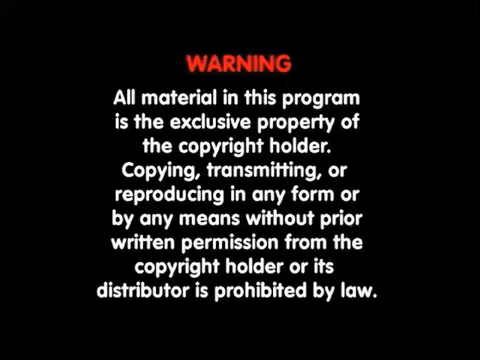 WARNING
All material in this program
is the exclusive property of
the copyright holder.
Copying, transmitting, or
reproducing in any form or
by any means without prior
written permission from the
copyright holder or its
distributor is prohibited by law.